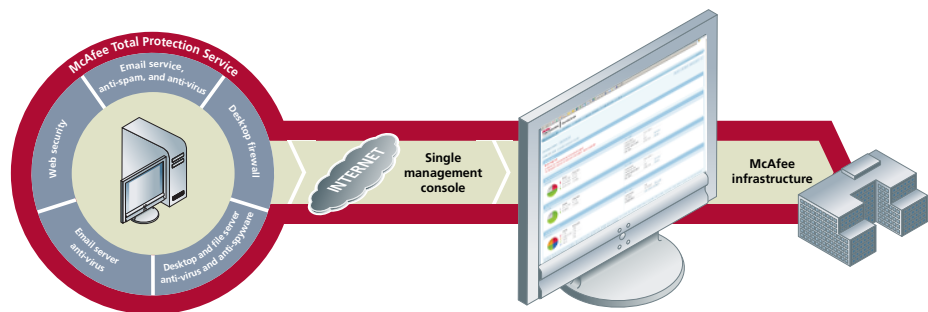 McAfee Total Protection Service
Email service,
anti-spam, and anti-virus
Web security
Desktop firewall
Email server
anti-virus
Desktop and file server
anti-virus and anti-spyware
INTERNET
Single
management
console
McAfee
infrastructure